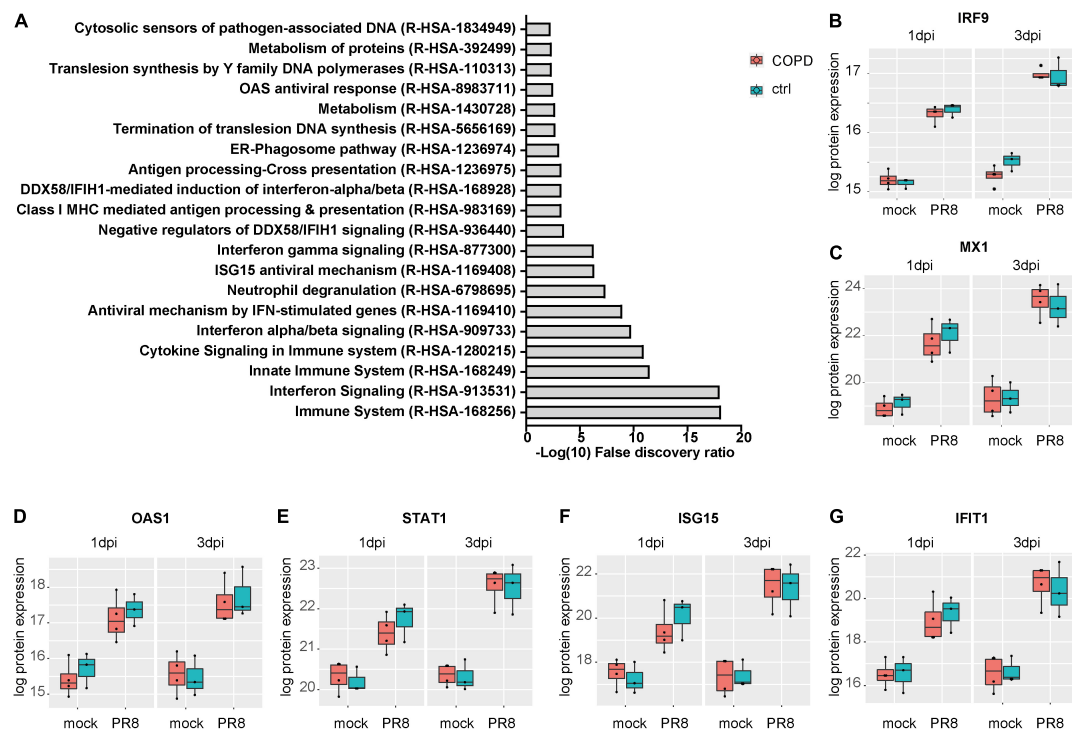 A
Cytosolic sensors of pathogen-associated DNA (R-HSA-1834949)
Metabolism of proteins (R-HSA-392499)
Translesion synthesis by Y family DNA polymerases (R-HSA-110313)
OAS antiviral response (R-HSA-8983711)
Metabolism (R-HSA-1430728)
Termination of translesion DNA synthesis (R-HSA-5656169)
ER-Phagosome pathway (R-HSA-1236974)
Antigen processing-Cross presentation (R-HSA-1236975)
DDX58/IFIH1-mediated induction of interferon-alpha/beta (R-HSA-168928)
Class I MHC mediated antigen processing & presentation (R-HSA-983169)
Negative regulators of DDX58/IFIH1 signaling (R-HSA-936440)
Interferon gamma signaling (R-HSA-877300)
ISG15 antiviral mechanism (R-HSA-1169408)
Neutrophil degranulation (R-HSA-6798695)
Antiviral mechanism by IFN-stimulated genes (R-HSA-1169410)
Interferon alpha/beta signaling (R-HSA-909733)
Cytokine Signaling in Immune system (R-HSA-1280215)
Innate Immune System (R-HSA-168249)
Interferon Signaling (R-HSA-913531)
Immune System (R-HSA-168256)
0 5 10 15 20
-Log(10) False discovery ratio
COPD
ctrl
B
IRF9
1dpi 3dpi
log protein expression
17
16
15
mock PR8 mock PR8
C
MX1
1dpi 3dpi
log protein expression
24
22
20
mock PR8 mock PR8
D
OAS1
1dpi 3dpi
log protein expression
18
17
16
15
mock PR8 mock PR8
E
STAT1
1dpi 3dpi
log protein expression
23
22
21
20
mock PR8 mock PR8
F
ISG15
1dpi 3dpi
log protein expression
22
20
18
mock PR8 mock PR8
G
IFIT1
1dpi 3dpi
log protein expression
22
20
18
16
mock PR8 mock PR8